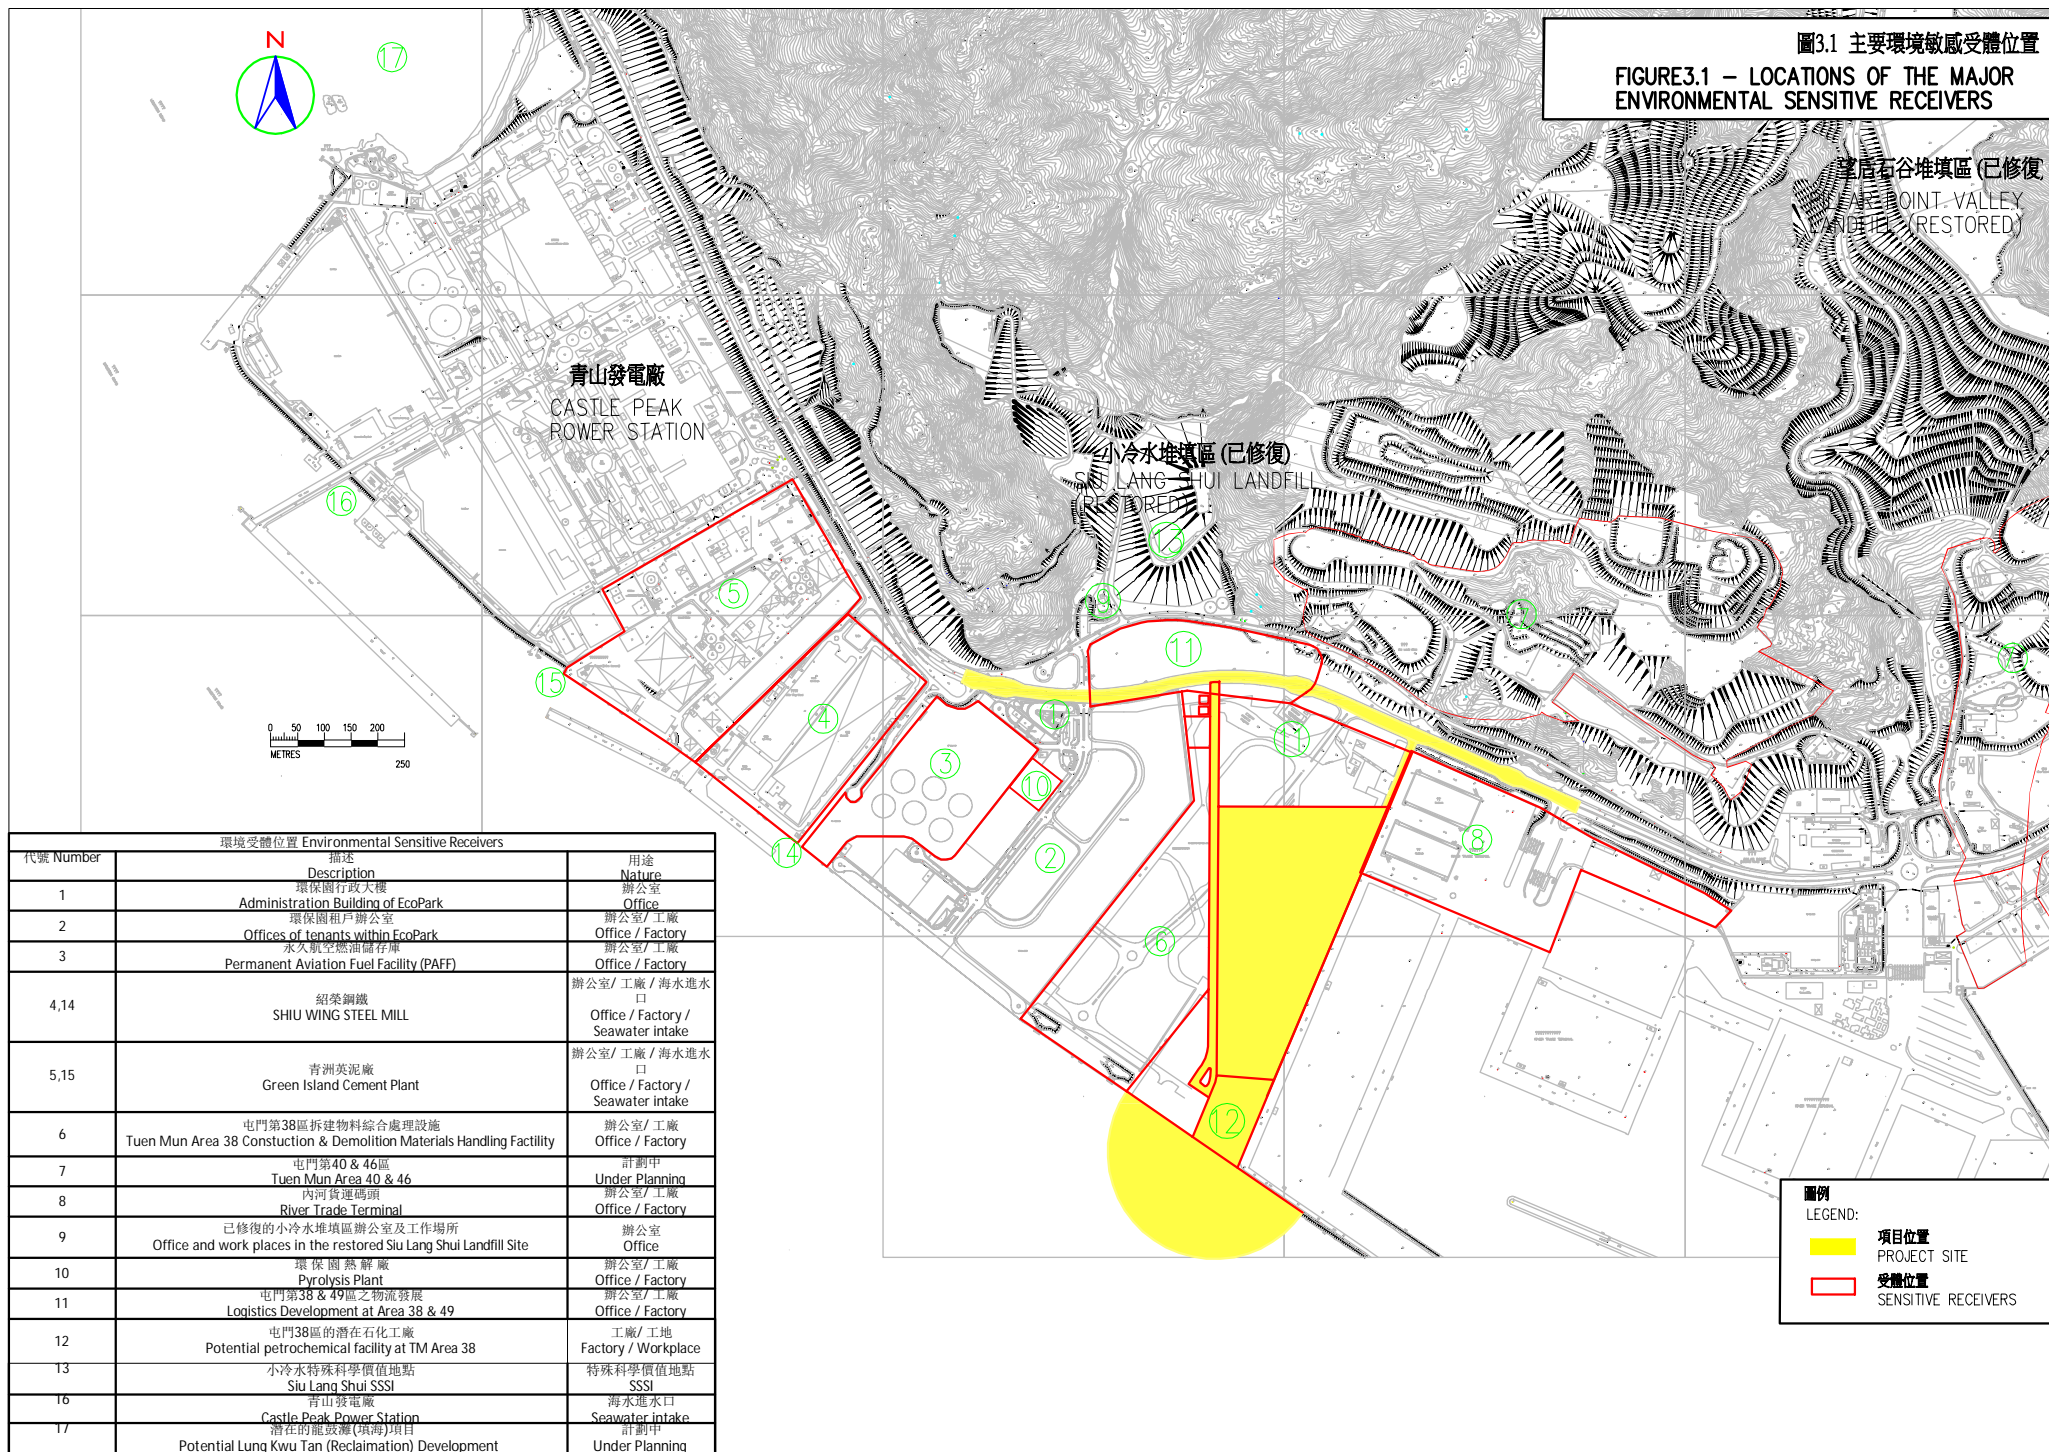 圖3.1 主要環境敏感受體位置
FIGURE3.1 – LOCATIONS OF THE MAJOR
ENVIRONMENTAL SENSITIVE RECEIVERS
N
17
望后石谷堆填區 (已修復
POINT VALLEY
LANDFILL (RESTORED)
青山發電廠
CASTLE PEAK
POWER STATION
小冷水堆填區 (已修復)
SIU LANG SHUI LANDFILL
(RESTORED)
16
13
5
9
7
7
11
15
4
1
11
3
10
8
14
2
6
12
0 50 100 150 200
METRES
250
環境受體位置 Environmental Sensitive Receivers
代號 Number
描述
Description
用途
Nature
1
環保園行政大樓
Administration Building of EcoPark
辦公室
Office
2
環保園租戶辦公室
Offices of tenants within EcoPark
辦公室/ 工廠
Office / Factory
3
永久航空燃油儲存庫
Permanent Aviation Fuel Facility (PAFF)
辦公室/ 工廠
Office / Factory
4,14
紹榮鋼鐵
SHIU WING STEEL MILL
辦公室/ 工廠 / 海水進水
口
Office / Factory /
Seawater intake
5,15
青洲英泥廠
Green Island Cement Plant
辦公室/ 工廠 / 海水進水
口
Office / Factory /
Seawater intake
6
屯門第38區拆建物料綜合處理設施
Tuen Mun Area 38 Constuction & Demolition Materials Handling Factility
辦公室/ 工廠
Office / Factory
7
屯門第40 & 46區
Tuen Mun Area 40 & 46
計劃中
Under Planning
8
內河貨運碼頭
River Trade Terminal
辦公室/ 工廠
Office / Factory
9
已修復的小冷水堆填區辦公室及工作場所
Office and work places in the restored Siu Lang Shui Landfill Site
辦公室
Office
10
環 保 園 熱 解 廠
Pyrolysis Plant
辦公室/ 工廠
Office / Factory
11
屯門第38 & 49區之物流發展
Logistics Development at Area 38 & 49
辦公室/ 工廠
Office / Factory
12
屯門38區的潛在石化工廠
Potential petrochemical facility at TM Area 38
工廠/ 工地
Factory / Workplace
13
小冷水特殊科學價值地點
Siu Lang Shui SSSI
特殊科學價值地點
SSSI
16
青山發電廠
Castle Peak Power Station
海水進水口
Seawater intake
17
潛在的龍鼓灘(填海)項目
Potential Lung Kwu Tan (Reclaimation) Development
計劃中
Under Planning
圖例
LEGEND:
項目位置
PROJECT SITE
受體位置
SENSITIVE RECEIVERS